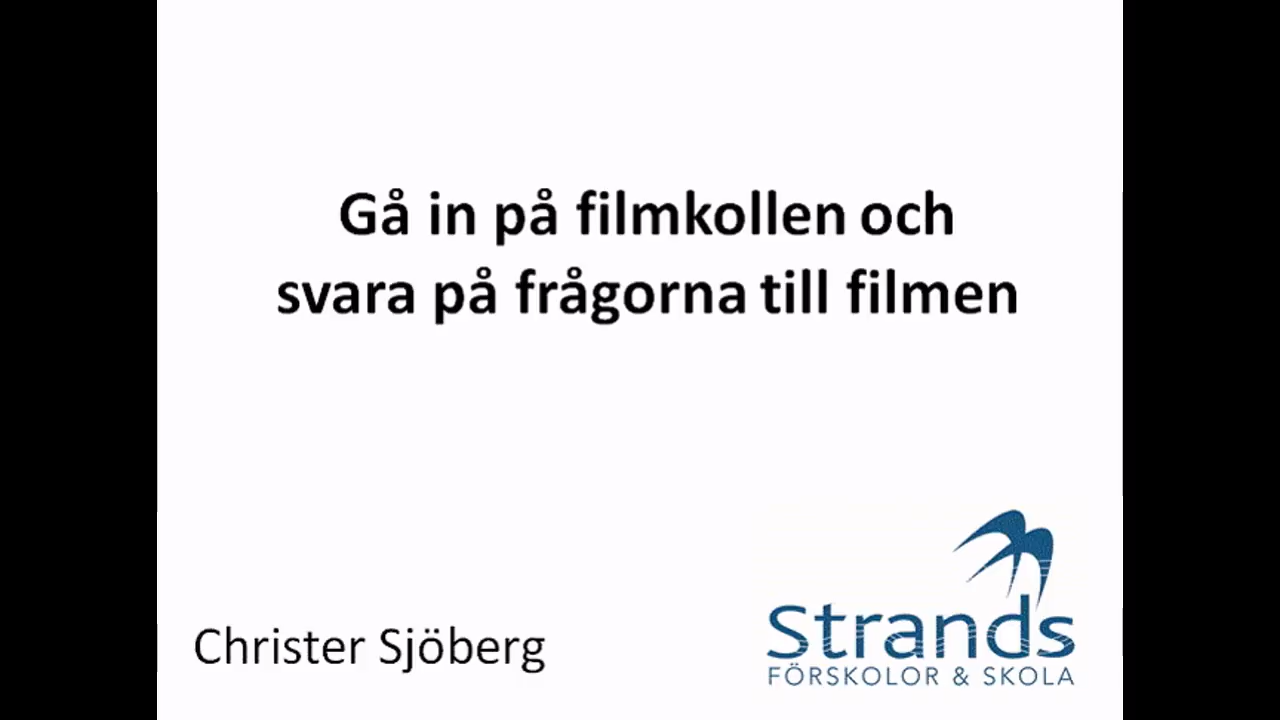 Gå in på filmkollen och
svara på frågorna till filmen
Christer Sjöberg
Strands
FÖRSKOLOR & SKOLA